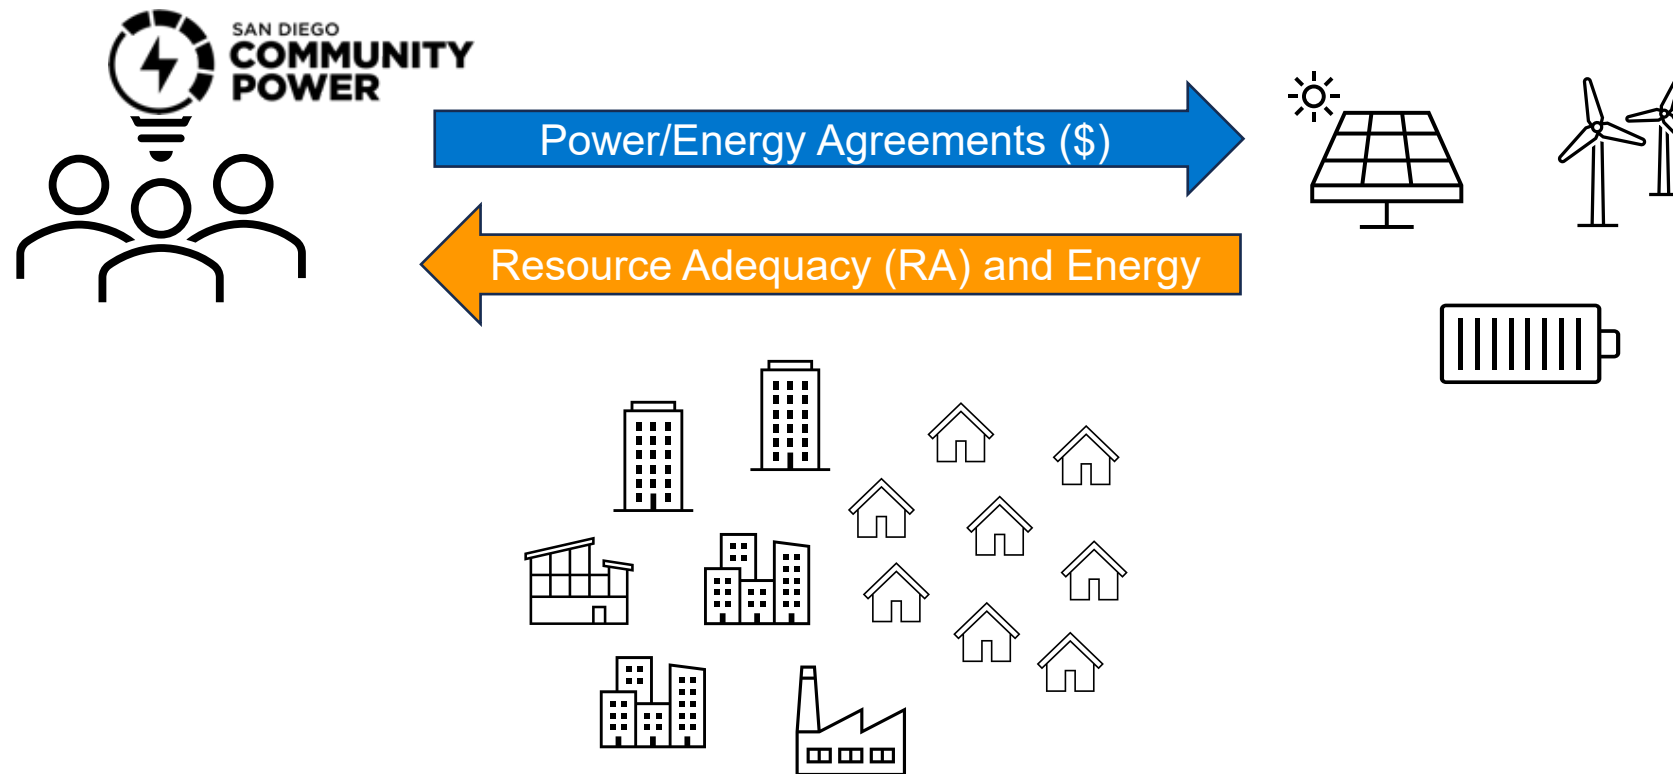 SAN DIEGO
COMMUNITY
POWER
Power/Energy Agreements ($)
Resource Adequacy (RA) and Energy